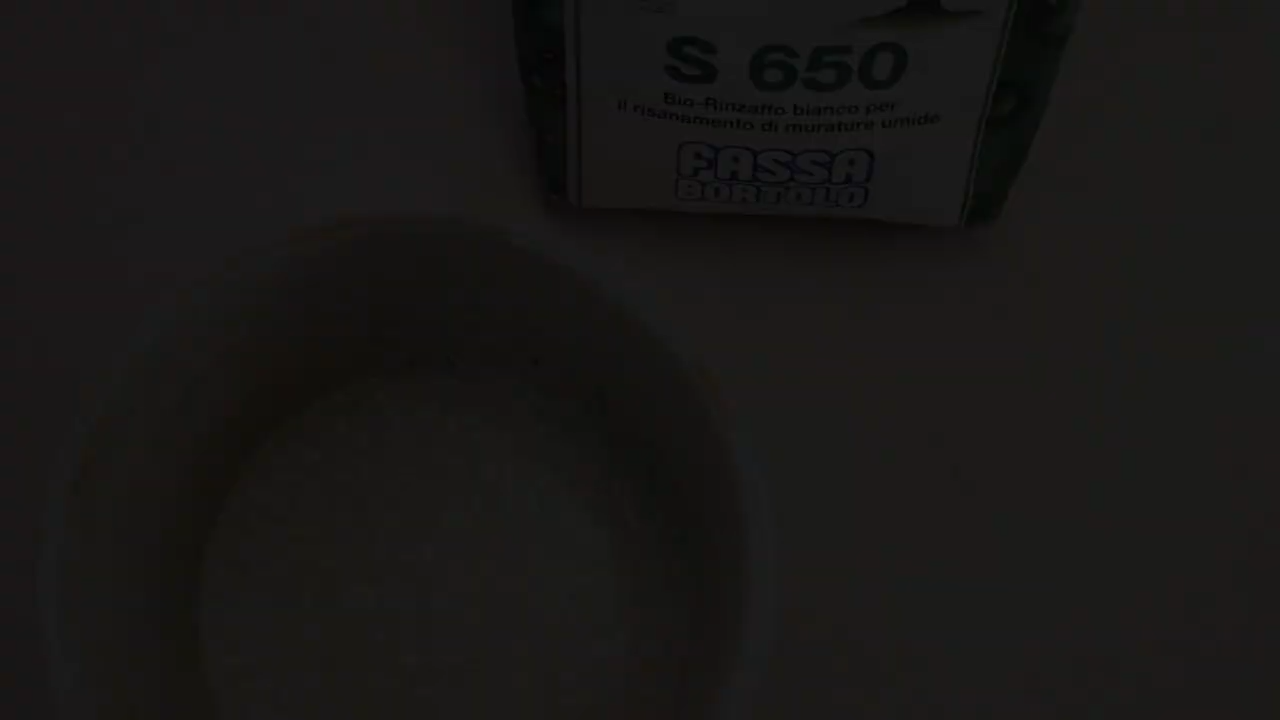 S 650
Bio-Rinzaffo bianco per
il risanamento di murature umide
FASSA
BORTOLO